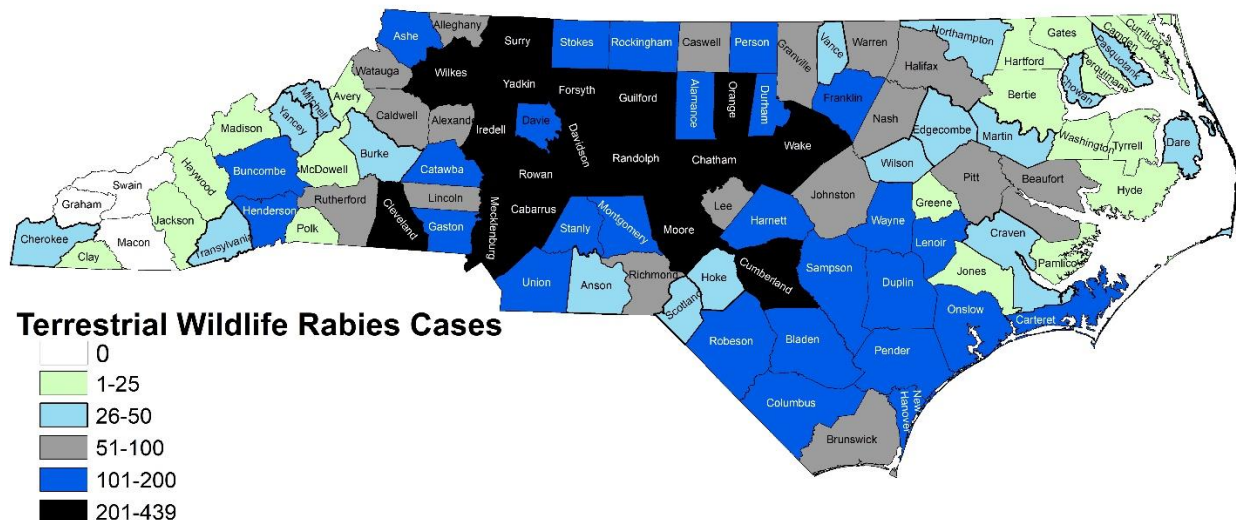 Alleghany
Ashe
Surry
Stokes
Rockingham
Caswell
Person
Granville
Vance
Warren
Northampton
Gates
Camden
Currituck
Pasquotank
Perquimans
Chowan
Hartford
Halifax
Bertie
Watauga
Wilkes
Yadkin
Forsyth
Guilford
Alamance
Orange
Durham
Franklin
Nash
Edgecombe
Martin
Washington
Tyrrell
Dare
Mitchell
Avery
Yancey
Caldwell
Alexand
Iredell
Davie
Davidson
Randolph
Chatham
Wake
Wilson
Madison
Burke
McDowell
Catawba
Rowan
Buncombe
Haywood
Swain
Graham
Rutherford
Lincoln
Cleveland
Gaston
Mecklenburg
Cabarrus
Stanly
Montgomery
Moore
Lee
Harnett
Johnston
Greene
Pitt
Beaufort
Hyde
Henderson
Jackson
Macon
Transylvania
Polk
Cherokee
Clay
Union
Anson
Richmond
Scotland
Hoke
Cumberland
Sampson
Wayne
Lenoir
Craven
Pamlico
Jones
Duplin
Onslow
Carteret
Robeson
Bladen
Pender
Columbus
New
Hanover
Brunswick
Terrestrial Wildlife Rabies Cases
0
1-25
26-50
51-100
101-200
201-439